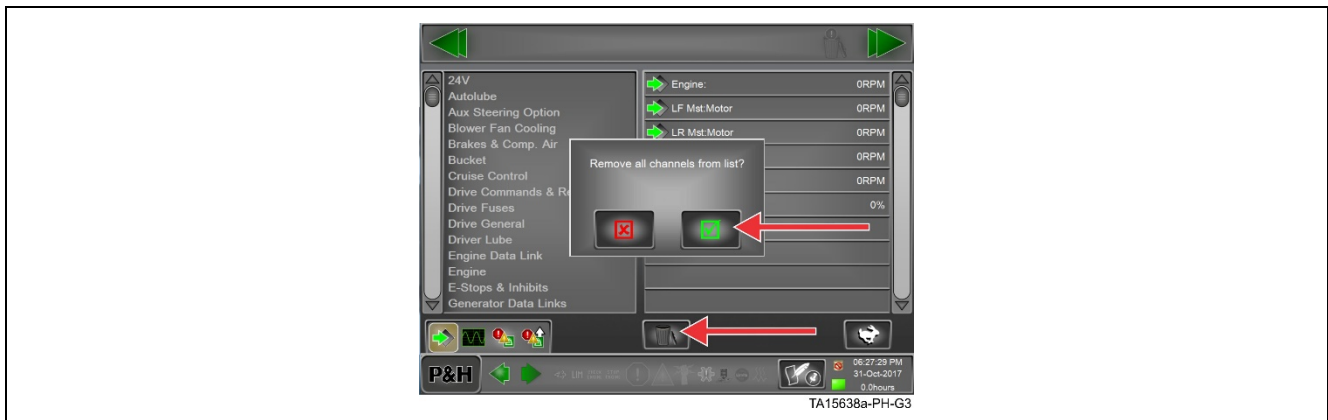 24V
Autolube
Aux Steering Option
Blower Fan Cooling
Brakes & Comp. Air
Bucket
Cruise Control
Drive Commands & Re
Drive Fuses
Drive General
Driver Lube
Engine Data Link
Engine
E-Stops & Inhibits
Generator Data Links
Engine: 0RPM
LF Mst:Motor 0RPM
LR Mst:Motor 0RPM
0RPM
0RPM
0%
Remove all channels from list?
P&H
06:27:29 PM
31-Oct-2017
0.0hours
TA15638a-PH-G3